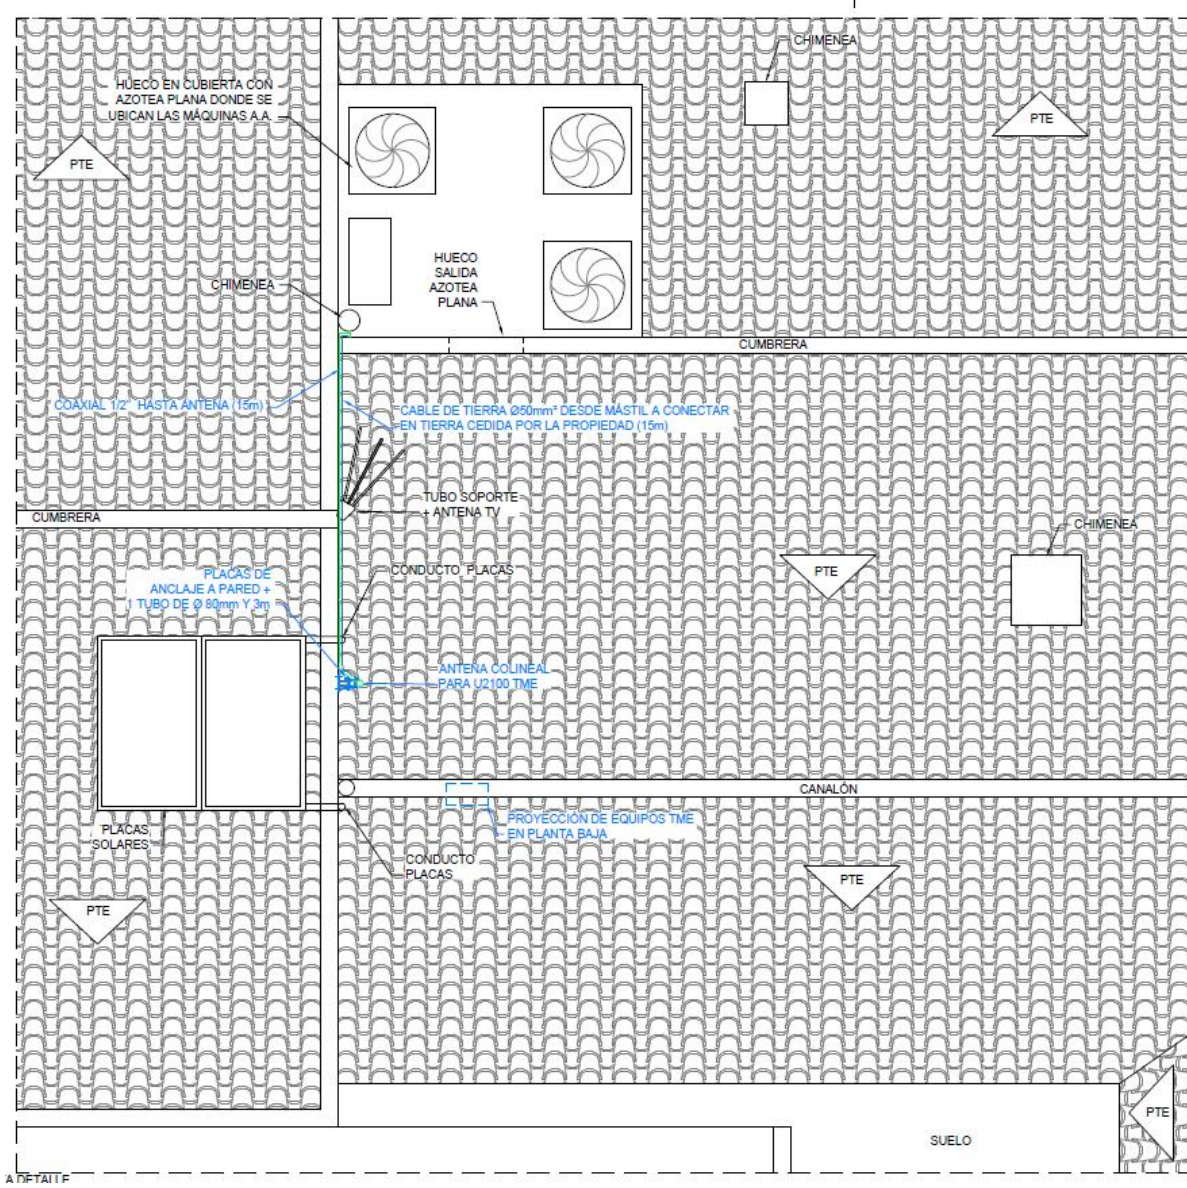 CHIMENEA
HUECO EN CUBIERTA CON
AZOTEA PLANA DONDE SE
UBICAN LAS MÁQUINAS A.A.
PTE
PTE
HUECO
SALIDA
AZOTEA
PLANA
CHIMENEA
CUMBRERA
COAXIAL 1/2" HASTA ANTENA (15m)
CABLE DE TIERRA Ø50mm² DESDE MÁSTIL A CONECTAR
EN TIERRA CEDIDA POR LA PROPIEDAD (15m)
TUBO SOPORTE
+ ANTENA TV
CUMBRERA
CHIMENEA
PLACAS DE
ANCLAJE A PARED +
1 TUBO DE Ø 80mm Y 3m
CONDUCTO PLACAS
PTE
ANTENA COLINEAL
PARA U2100 TME
CANALÓN
PROYECCIÓN DE EQUIPOS TME
EN PLANTA BAJA
PLACAS
SOLARES
CONDUCTO
PLACAS
PTE
PTE
PTE
SUELO
A DETALLE